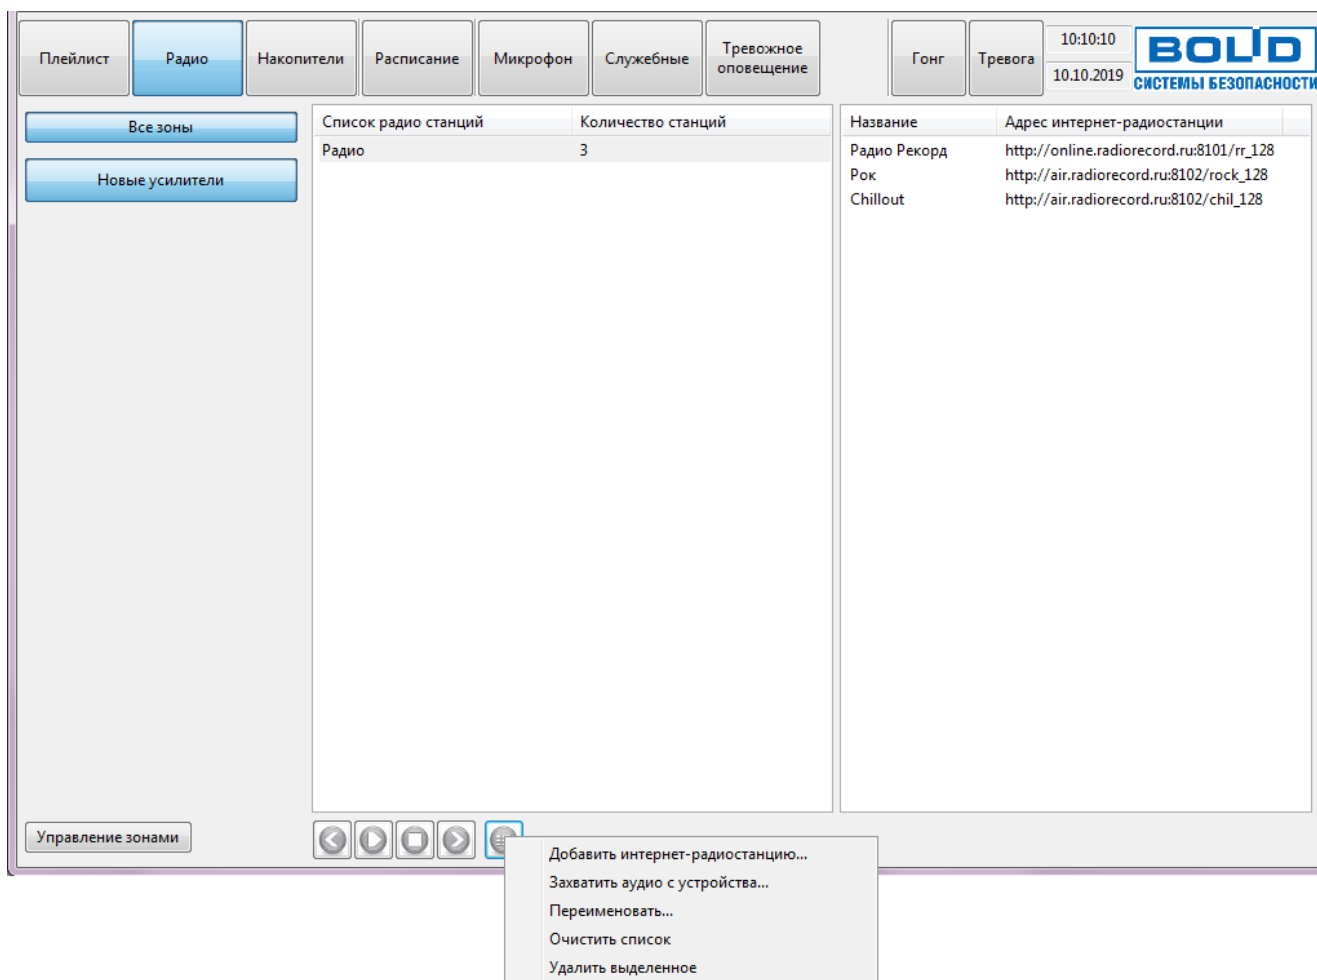 Плейлист
Радио
Накопители
Расписание
Микрофон
Служебные
Тревожное
оповещение
Гонг
Тревога
10:10:10
10.10.2019
BOLID
СИСТЕМЫ БЕЗОПАСНОСТИ
Все зоны
Новые усилители
Список радио станций Количество станций
Радио 3
Название Адрес интернет-радиостанции
Радио Рекорд http://online.radiorecord.ru:8101/rr_128
Рок http://air.radiorecord.ru:8102/rock_128
Chillout http://air.radiorecord.ru:8102/chil_128
Управление зонами
Добавить интернет-радиостанцию...
Захватить аудио с устройства...
Переименовать...
Очистить список
Удалить выделенное